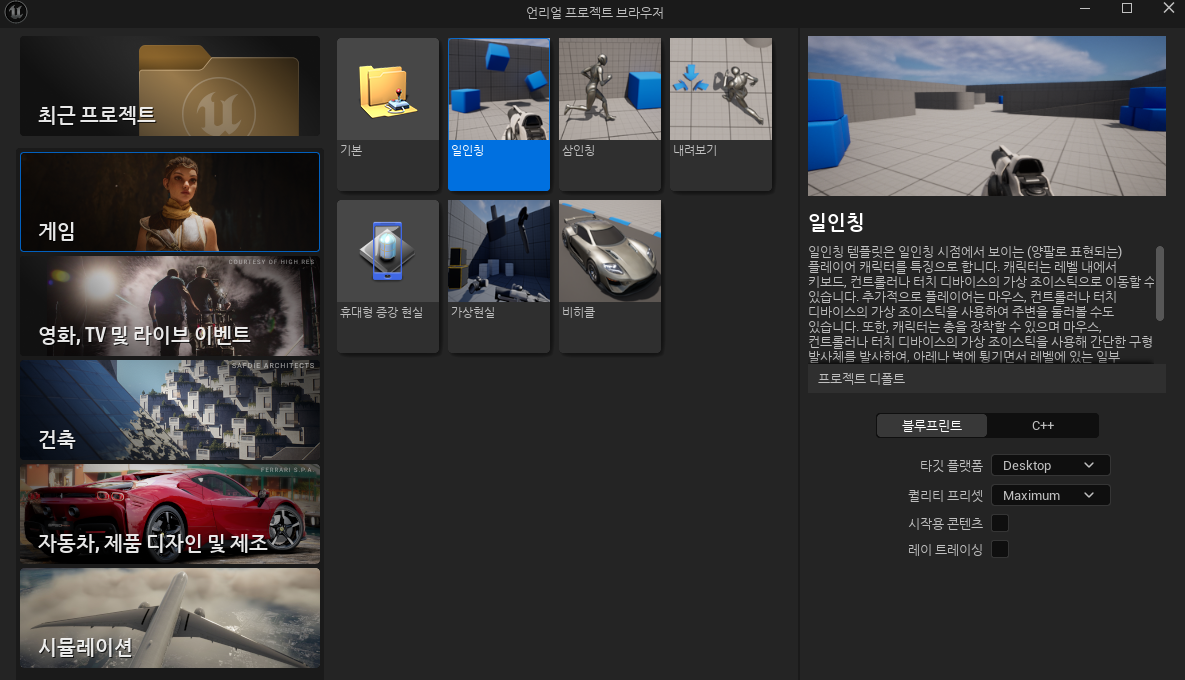 언리얼 프로젝트 브라우저
최근 프로젝트
게임
COURTESY OF HIGH RES
영화, TV 및 라이브 이벤트
SAFDIE ARCHITECTS
건축
FERRARI S.P.A
자동차, 제품 디자인 및 제조
시뮬레이션
기본
일인칭
삼인칭
내려보기
휴대형 증강 현실
가상현실
비히클
일인칭
일인칭 템플릿은 일인칭 시점에서 보이는 (양팔로 표현되는)
플레이어 캐릭터를 특징으로 합니다. 캐릭터는 레벨 내에서
키보드, 컨트롤러나 터치 디바이스의 가상 조이스틱으로 이동할 수
있습니다. 추가적으로 플레이어는 마우스, 컨트롤러나 터치
디바이스의 가상 조이스틱을 사용하여 주변을 둘러볼 수도
있습니다. 또한, 캐릭터는 총을 장착할 수 있으며 마우스,
컨트롤러나 터치 디바이스의 가상 조이스틱을 사용해 간단한 구형
발사체를 발사하여, 아레나 벽에 튕기면서 레벨에 있는 일부
프로젝트 디폴트
블루프린트
C++
타깃 플랫폼
Desktop
퀄리티 프리셋
Maximum
시작용 콘텐츠
레이 트레이싱